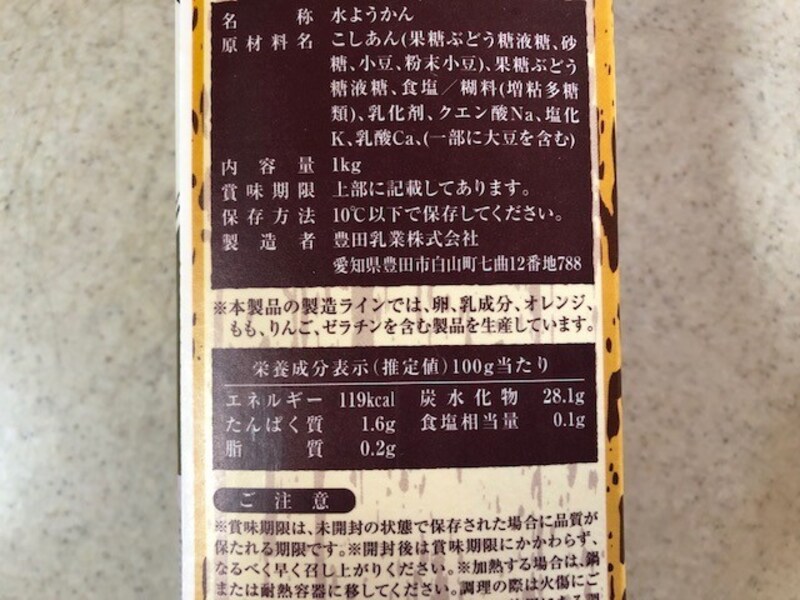 名称 水ようかん
原材料名 こしあん(果糖ぶどう糖液糖、砂
糖、小豆、粉末小豆)、果糖ぶどう
糖液糖、食塩／糊料(増粘多糖
類)、乳化剤、クエン酸Na、塩化
K、乳酸Ca、(一部に大豆を含む)
内容量 1kg
賞味期限 上部に記載してあります。
保存方法 10℃以下で保存してください。
製造者 豊田乳業株式会社
愛知県豊田市白山町七曲12番地788
※本製品の製造ラインでは、卵、乳成分、オレンジ、
もも、りんご、ゼラチンを含む製品を生産しています。
栄養成分表示(推定値)100g当たり
エネルギー 119kcal 炭水化物 28.1g
たんぱく質 1.6g 食塩相当量 0.1g
脂質 0.2g
ご注意
※賞味期限は、未開封の状態で保存された場合に品質が
保たれる期限です。※開封後は賞味期限にかかわらず、
なるべく早く召し上がりください。※加熱する場合は、鍋
または耐熱容器に移してください。調理の際は火傷にご